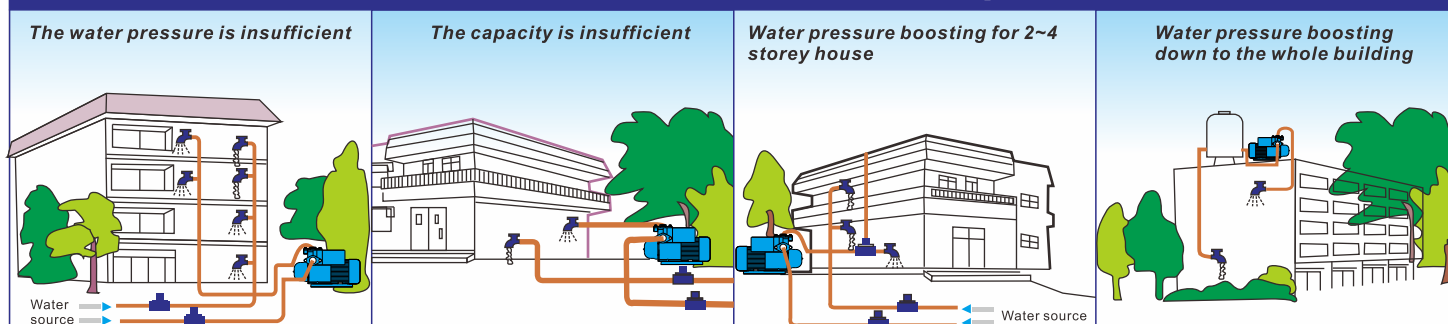 The water pressure is insufficient
The capacity is insufficient
Water pressure boosting for 2~4
storey house
Water pressure boosting
down to the whole building
Water
source
Water source